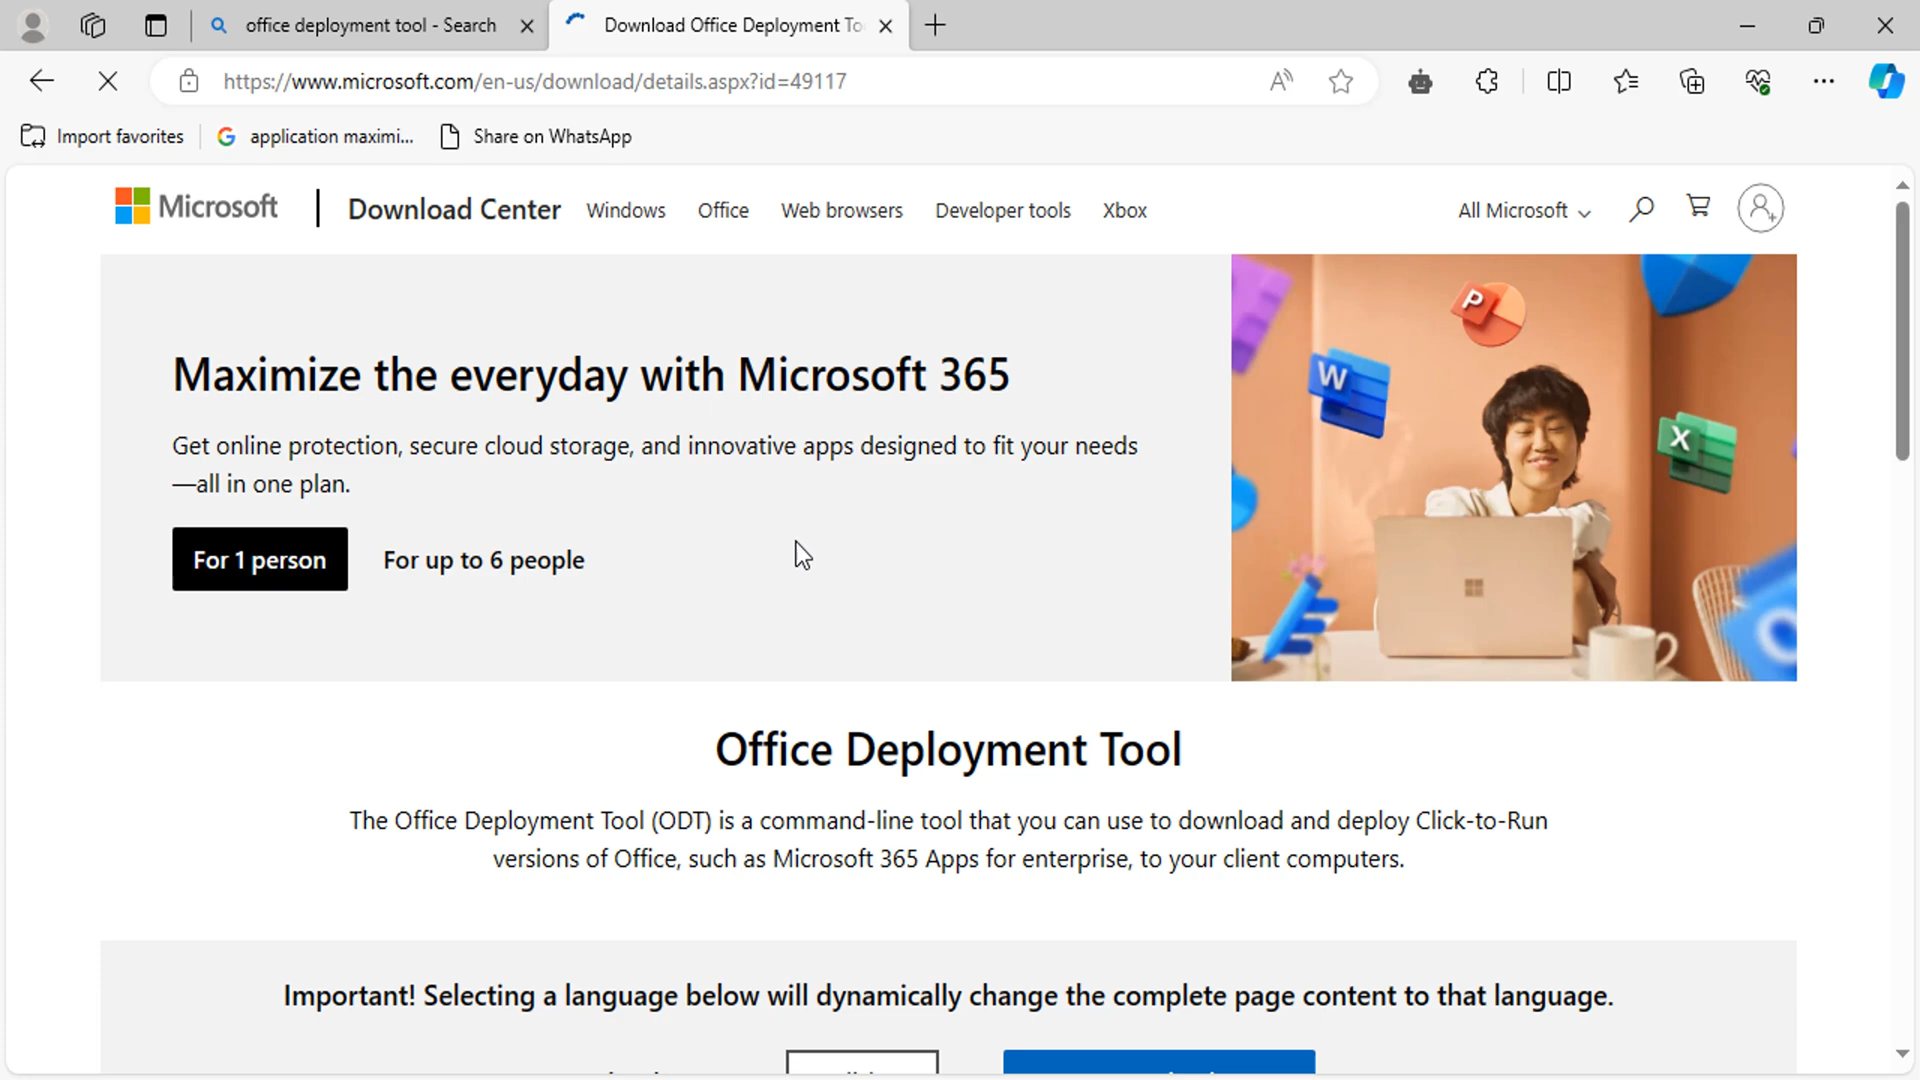 office deployment tool - Search
Download Office Deployment To
https://www.microsoft.com/en-us/download/details.aspx?id=49117
Import favorites
application maximi...
Share on WhatsApp
Microsoft
Download Center
Windows
Office
Web browsers
Developer tools
Xbox
All Microsoft
Maximize the everyday with Microsoft 365
Get online protection, secure cloud storage, and innovative apps designed to fit your needs
—all in one plan.
For 1 person
For up to 6 people
P
W
X
Office Deployment Tool
The Office Deployment Tool (ODT) is a command-line tool that you can use to download and deploy Click-to-Run
versions of Office, such as Microsoft 365 Apps for enterprise, to your client computers.
Important! Selecting a language below will dynamically change the complete page content to that language.